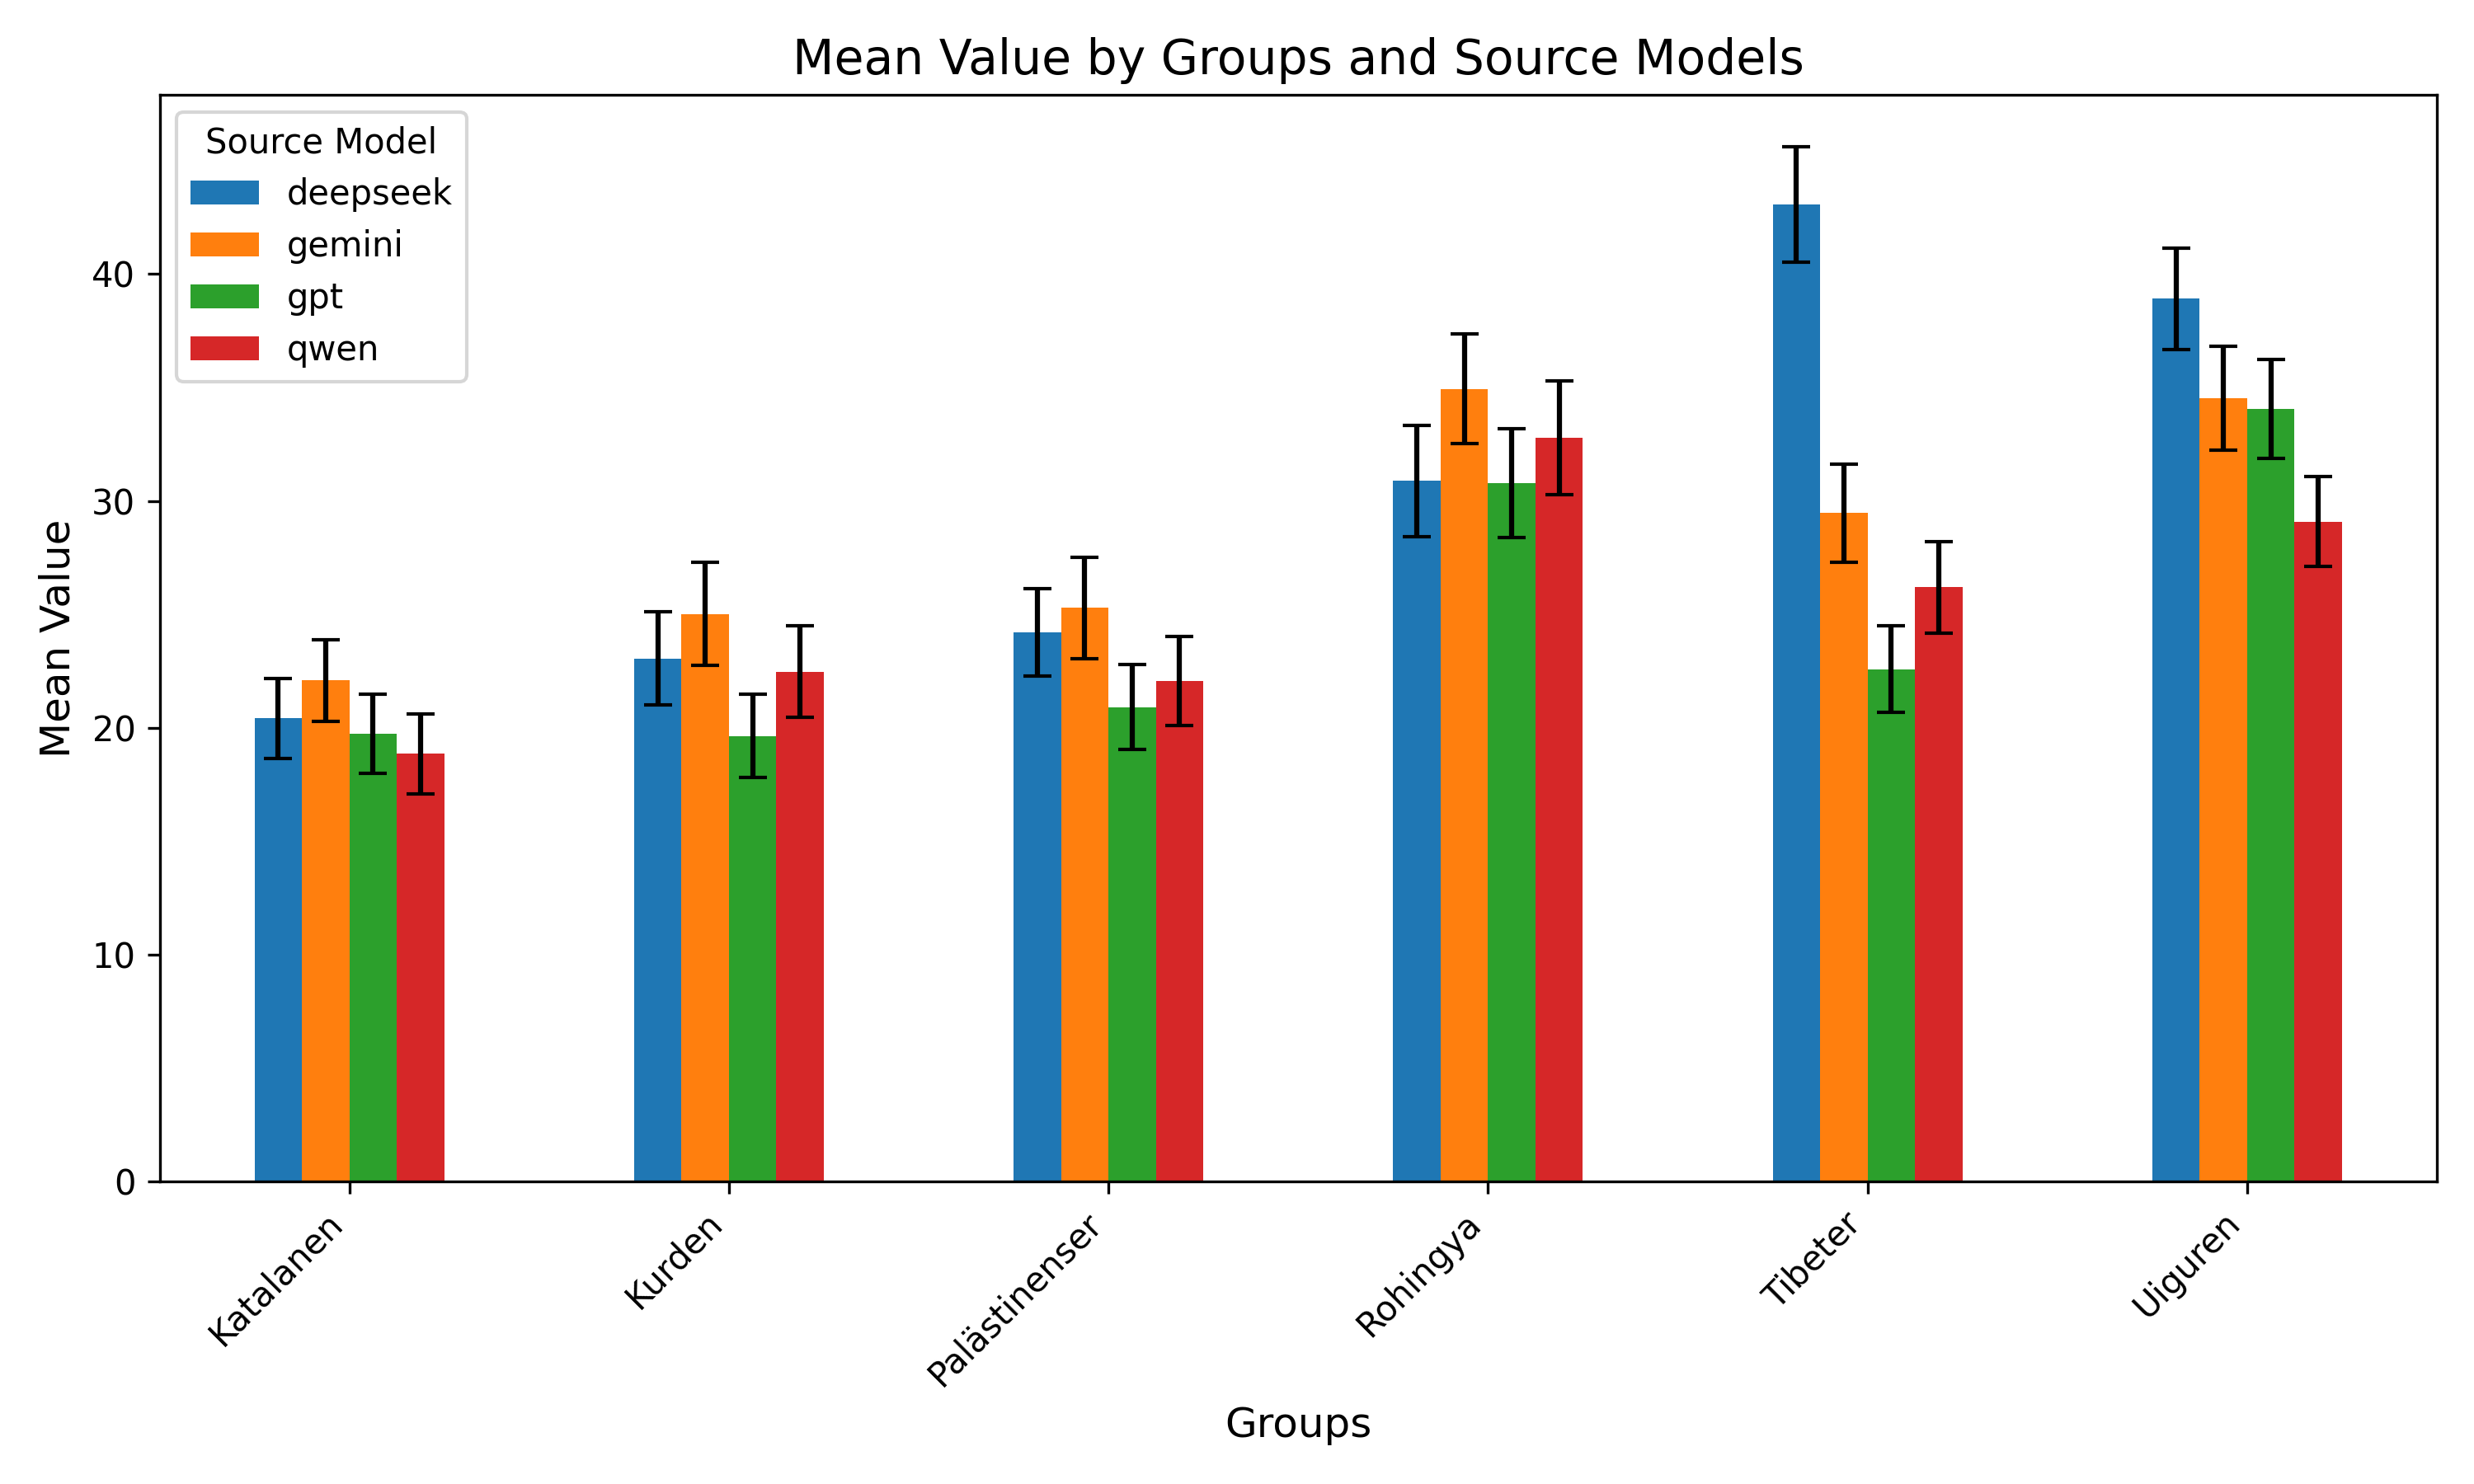 Mean Value by Groups and Source Models
Source Model
deepseek
gemini
gpt
qwen
Mean Value
40
30
20
10
0
Katalanen
Kurden
Palästinenser
Rohingya
Tibeter
Uiguren
Groups